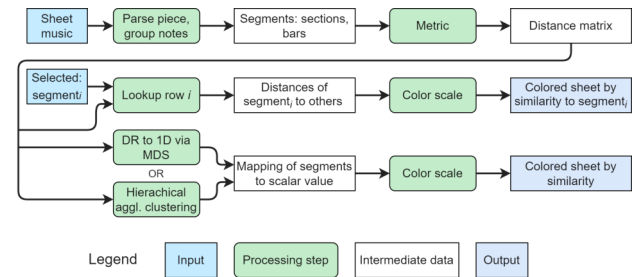 Sheet
music
Parse piece,
group notes
Segments: sections,
bars
Metric
Distance matrix
Selected:
segmenti
Lookup row i
Distances of
segmenti to others
Color scale
Colored sheet by
similarity to segmenti
DR to 1D via
MDS
OR
Hierachical
aggl. clustering
Mapping of segments
to scalar value
Color scale
Colored sheet by
similarity
Legend
Input
Processing step
Intermediate data
Output